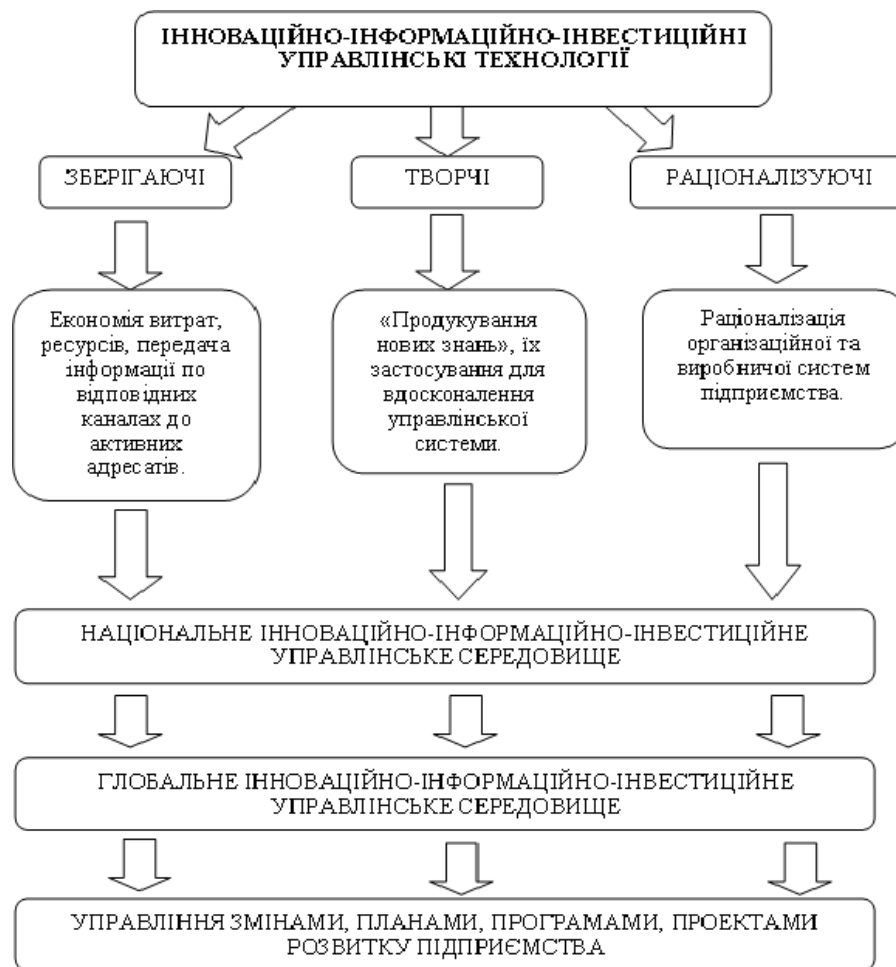 ІННОВАЦІЙНО-ІНФОРМАЦІЙНО-ІНВЕСТИЦІЙНІ
УПРАВЛІНСЬКІ ТЕХНОЛОГІЇ
ЗБЕРІГАЮЧІ
ТВОРЧІ
РАЦІОНАЛІЗУЮЧІ
Економія витрат,
ресурсів, передача
інформації по
відповідних
каналах до
активних
адресатів.
«Продукування
нових знань», їх
застосування для
вдосконалення
управлінської
системи.
Раціоналізація
організаційної та
виробничої систем
підприємства.
НАЦІОНАЛЬНЕ ІННОВАЦІЙНО-ІНФОРМАЦІЙНО-ІНВЕСТИЦІЙНЕ
УПРАВЛІНСЬКЕ СЕРЕДОВИЩЕ
ГЛОБАЛЬНЕ ІННОВАЦІЙНО-ІНФОРМАЦІЙНО-ІНВЕСТИЦІЙНЕ
УПРАВЛІНСЬКЕ СЕРЕДОВИЩЕ
УПРАВЛІННЯ ЗМІНАМИ, ПЛАНАМИ, ПРОГРАМАМИ, ПРОЕКТАМИ
РОЗВИТКУ ПІДПРИЄМСТВА